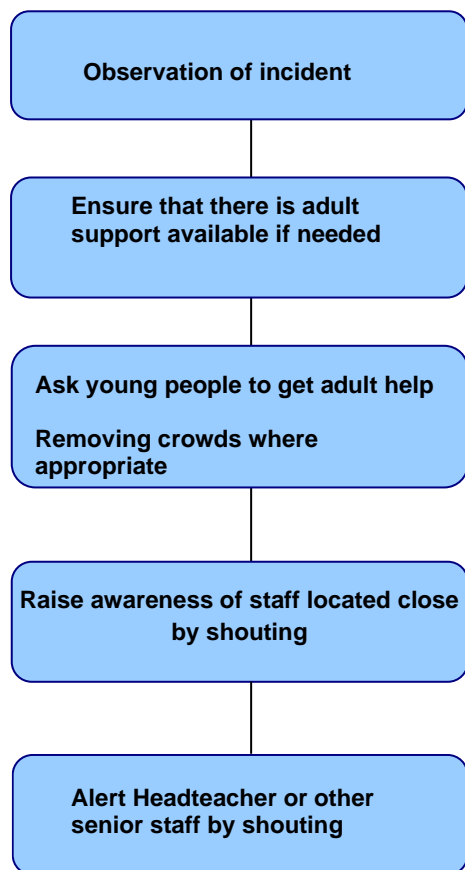 Observation of incident
Ensure that there is adult
support available if needed
Ask young people to get adult help
Removing crowds where
appropriate
Raise awareness of staff located close
by shouting
Alert Headteacher or other
senior staff by shouting